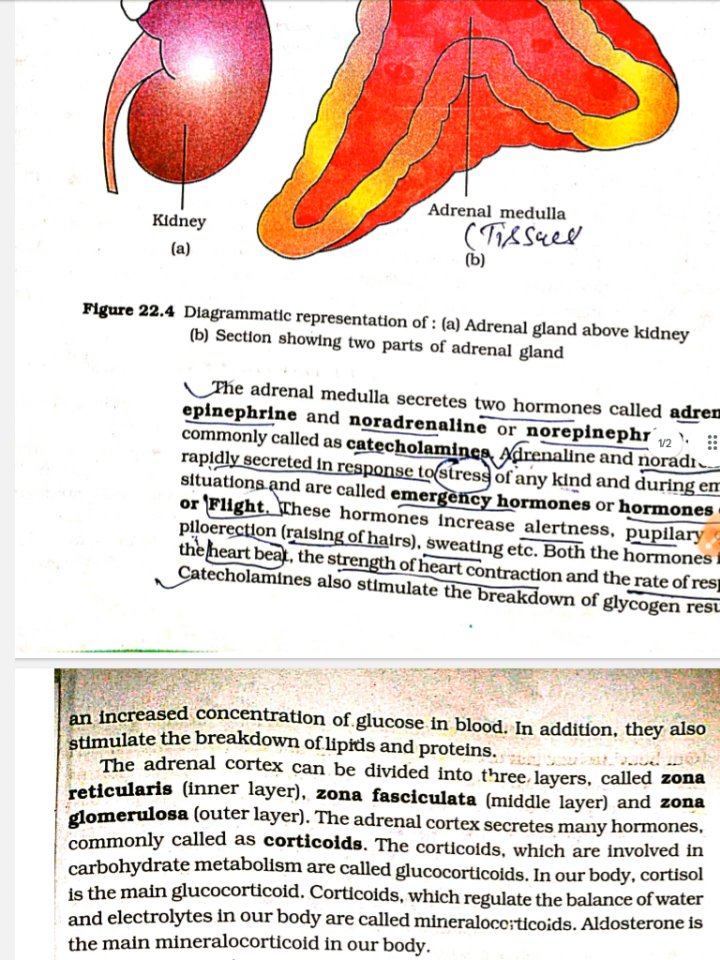 Kidney
(a)
Adrenal medulla
(Tissues
(b)
Figure 22.4 Diagrammatic representation of : (a) Adrenal gland above kidney
(b) Section showing two parts of adrenal gland
The adrenal medulla secretes two hormones called adren
epinephrine and noradrenaline or norepinephr
1/2
commonly called as catecholamines. Adrenaline and noradr
rapidly secreted in response to stress of any kind and during em
situations and are called emergency hormones or hormones
or Flight. These hormones increase alertness, pupilary
piloerection (raising of hairs), sweating etc. Both the hormones
the heart beat, the strength of heart contraction and the rate of resp
Catecholamines also stimulate the breakdown of glycogen resu
an increased concentration of glucose in blood. In addition, they also
stimulate the breakdown of lipids and proteins.
The adrenal cortex can be divided into three layers, called zona
reticularis (inner layer), zona fasciculata (middle layer) and zona
glomerulosa (outer layer). The adrenal cortex secretes many hormones,
commonly called as corticoids. The corticoids, which are involved in
carbohydrate metabolism are called glucocorticoids. In our body, cortisol
is the main glucocorticoid. Corticoids, which regulate the balance of water
and electrolytes in our body are called mineralocorticoids. Aldosterone is
the main mineralocorticoid in our body.